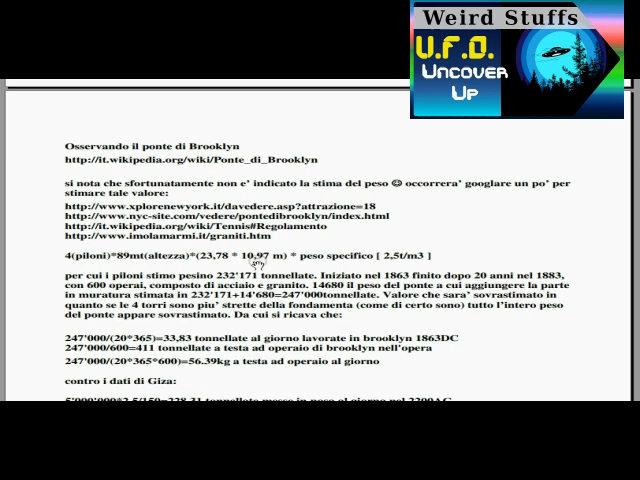 Weird Stuffs
U.F.O.
Uncover
Up
Osservando il ponte di Brooklyn
http://it.wikipedia.org/wiki/Ponte_di_Brooklyn
si nota che sfortunatamente non e' indicato la stima del peso ☹ occorrera' googlare un po' per
stimare tale valore:
http://www.xplorenewyork.it/davedere.asp?attrazione=18
http://www.nyc-site.com/vedere/pontedibrooklyn/index.html
http://it.wikipedia.org/wiki/Tennis#Regolamento
http://www.imolamarmi.it/graniti.htm
4(piloni)*89mt(altezza)*(23,78 * 10,97 m) * peso specifico [ 2,5t/m3 ]
per cui i piloni stimo pesino 232'171 tonnellate. Iniziato nel 1863 finito dopo 20 anni nel 1883,
con 600 operai, composto di acciaio e granito. 14680 il peso del ponte a cui aggiungere la parte
in muratura stimata in 232'171+14'680=247'000tonnellate. Valore che sara' sovrastimato in
quanto se le 4 torri sono piu' strette della fondamenta (come di certo sono) tutto l'intero peso
del ponte appare sovrastimato. Da cui si ricava che:
247'000/(20*365)=33,83 tonnellate al giorno lavorate in brooklyn 1863DC
247'000/600=411 tonnellate a testa ad operaio di brooklyn nell'opera
247'000/(20*365*600)=56.39kg a testa ad operaio al giorno
contro i dati di Giza: